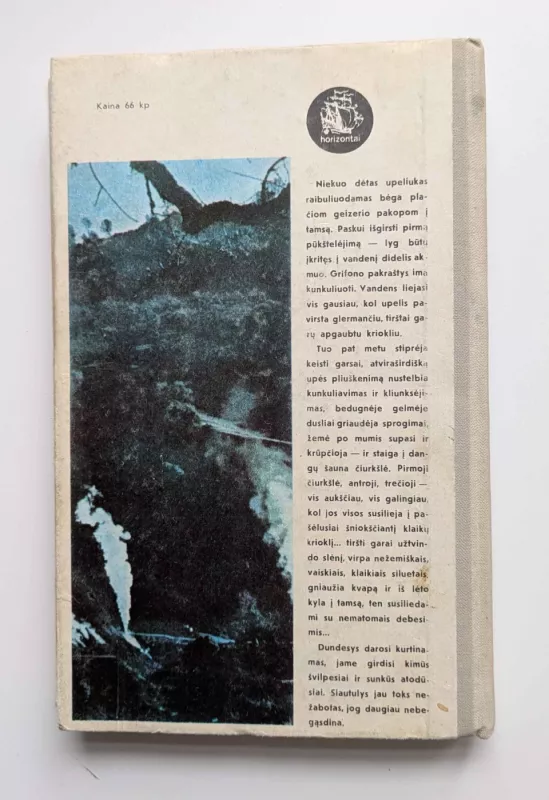 Kaina 66 kp
horizontai
Niekuo dėtas upeliukas
raibuliuodamas bėga pla-
čiom geizerio pakopom į
tamsą. Paskui išgirsti pirmą
pūkštelėjimą — lyg būtų
įkritęs į vandenį didelis ak-
muo. Grifono pakraštys ima
kunkuliuoti. Vandens liejasi
vis gausiau, kol upelis pa-
virsta glermančiu, tirštai ga-
rų apgaubtu kriokliu.
Tuo pat metu stiprėja
keisti garsai, atviraširdišką
upės pliuškenimą nustelbia
kunkuliavimas ir kliunksėji-
mas, bedugnėje gelmėje
dusliai griaudėja sprogimai,
žemė po mumis supasi ir
krūpčioja — ir staiga į dan-
gų šauna čiurkšlė. Pirmoji
čiurkšlė, antroji, trečioji —
vis aukščiau, vis galingiau,
kol jos visos susilieja į pa-
šėlusiai šniokščiantį klaikų
krioklį... tiršti garai užtvin-
do slėnį, virpa nežemiškais,
vaiskiais, klaikiais siluetais,
gniaužia kvapą ir iš lėto
kyla į tamsą, ten susilieda-
mi su nematomais debesi-
mis...
Dundesys darosi kurtina-
mas, jame girdisi kimūs
švilpesiai ir sunkūs atodū-
siai. Siautulys jau toks ne-
žabotas, jog daugiau nebe-
gąsdina.